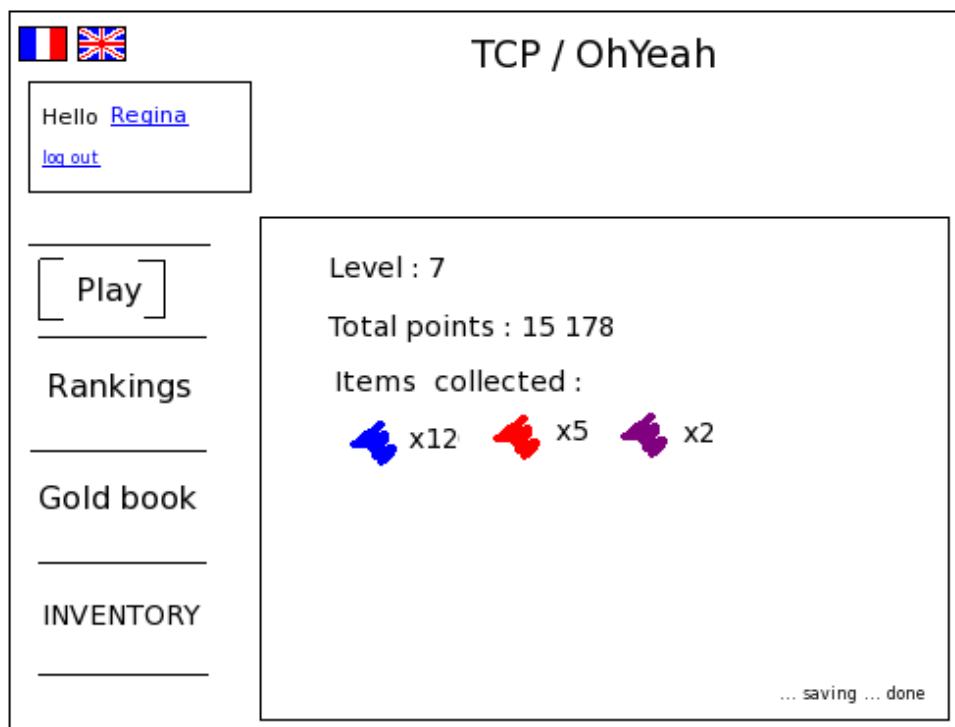 TCP / OhYeah
Hello Regina
log out
Play
Rankings
Gold book
INVENTORY
Level : 7
Total points : 15 178
Items collected :
x12 x5 x2
... saving ... done